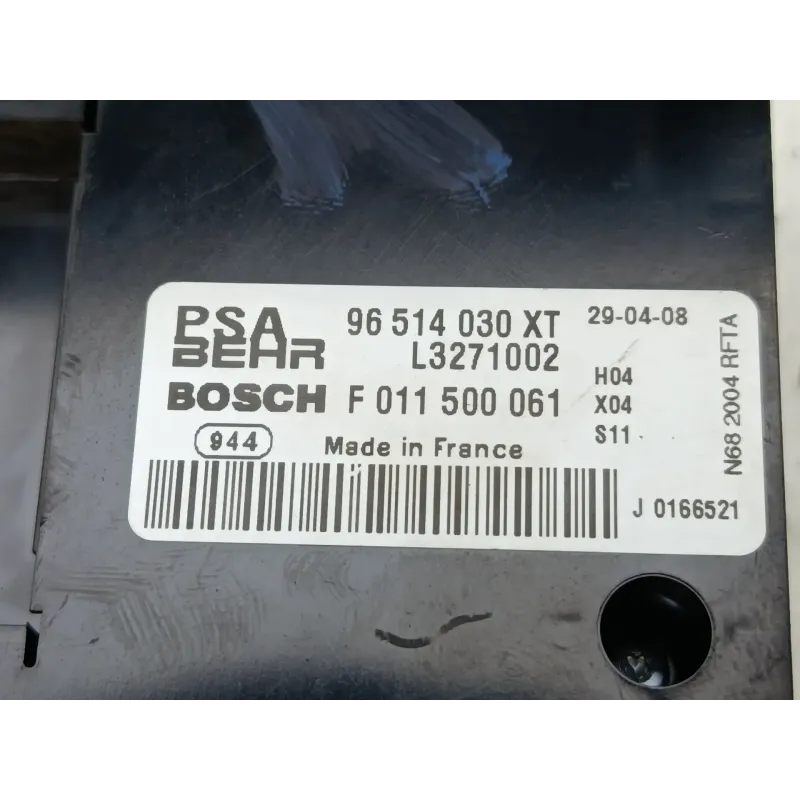 PSA 96 514 030 XT 29-04-08
BEHR L3271002
H04
BOSCH F 011 500 061 X04
944 Made in France S11
J 0166521
N68 2004 RFTA